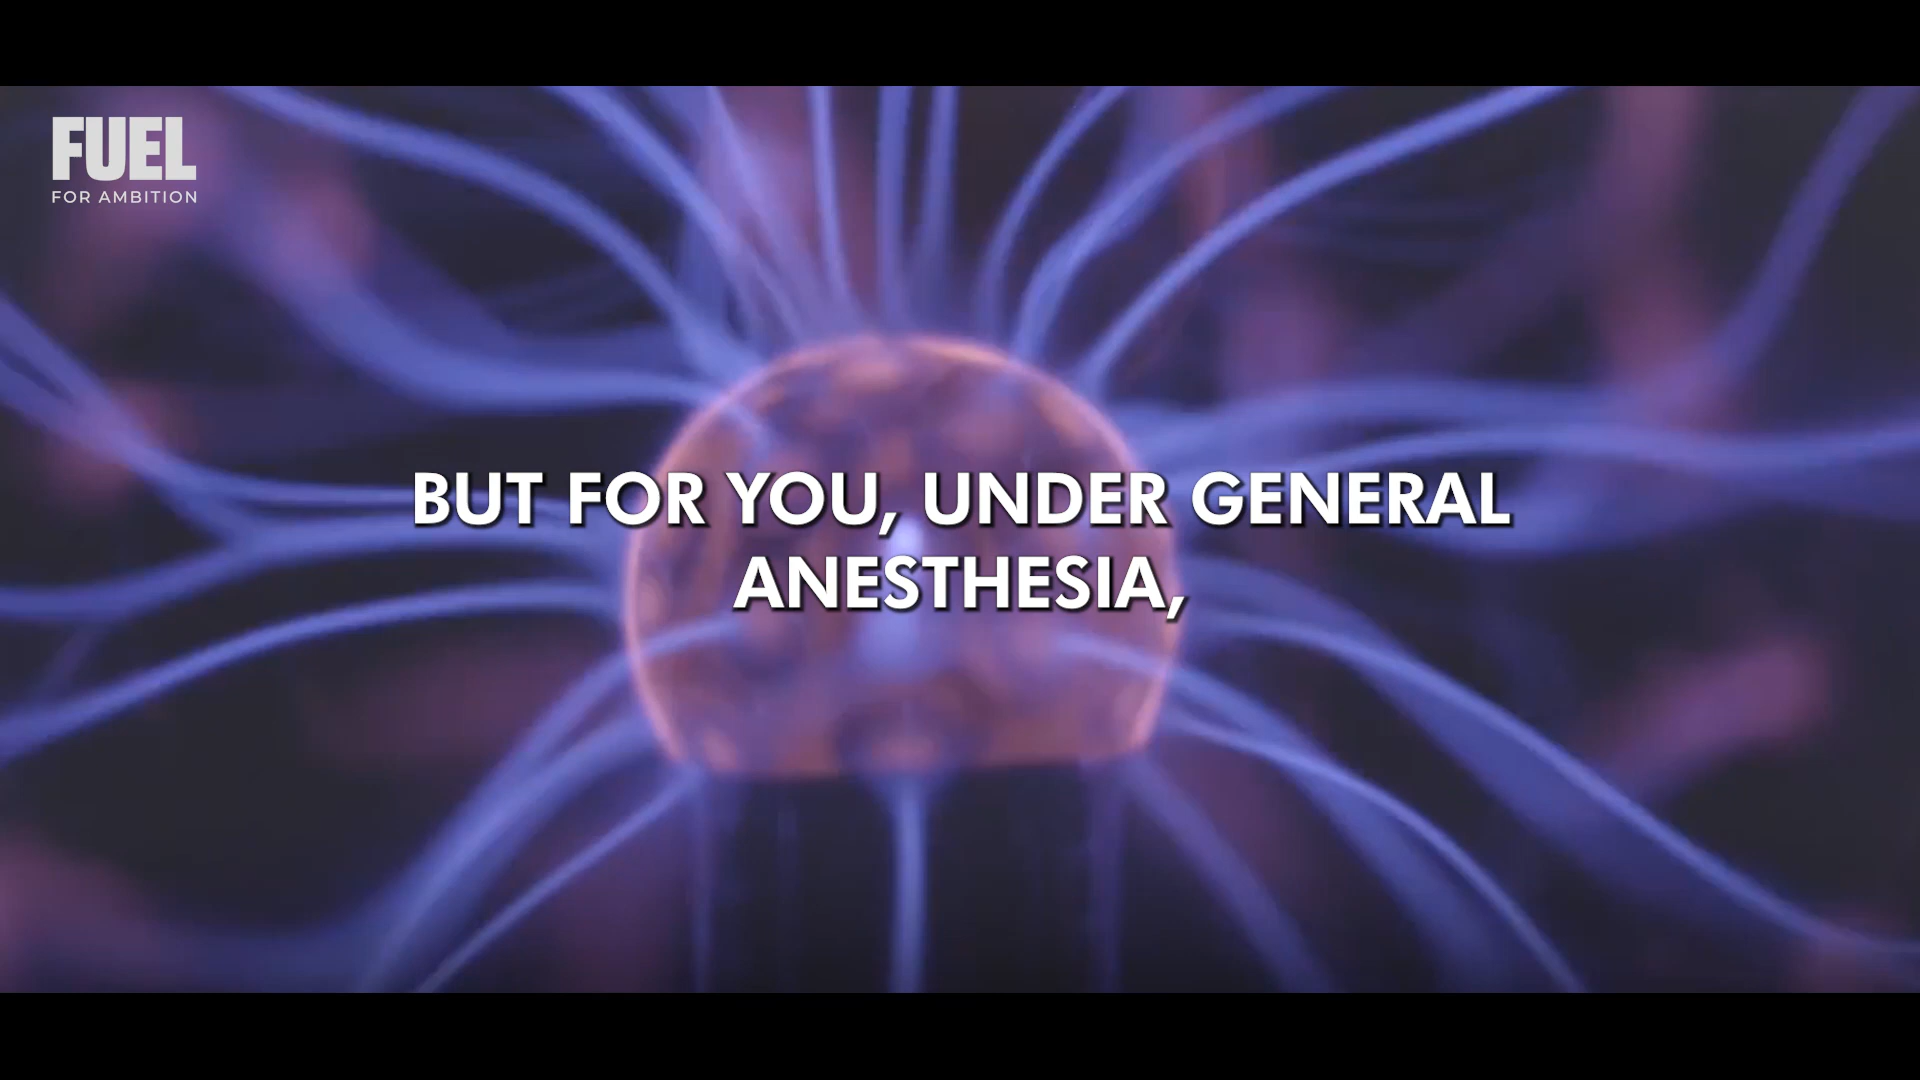 FUEL
FOR AMBITION
BUT FOR YOU, UNDER GENERAL
ANESTHESIA,